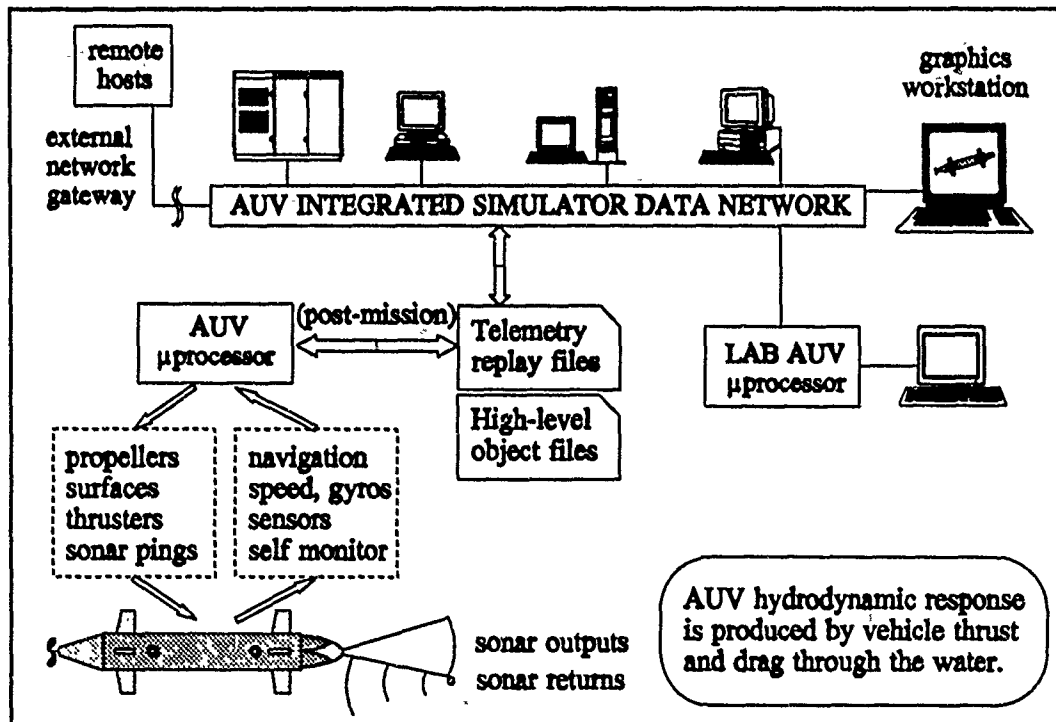 remote
hosts
graphics
workstation
external
network
gateway
AUV INTEGRATED SIMULATOR DATA NETWORK
AUV
μprocessor
(post-mission)
Telemetry
replay files
LAB AUV
μprocessor
High-level
object files
propellers
surfaces
thrusters
sonar pings
navigation
speed, gyros
sensors
self monitor
sonar outputs
sonar returns
AUV hydrodynamic response
is produced by vehicle thrust
and drag through the water.